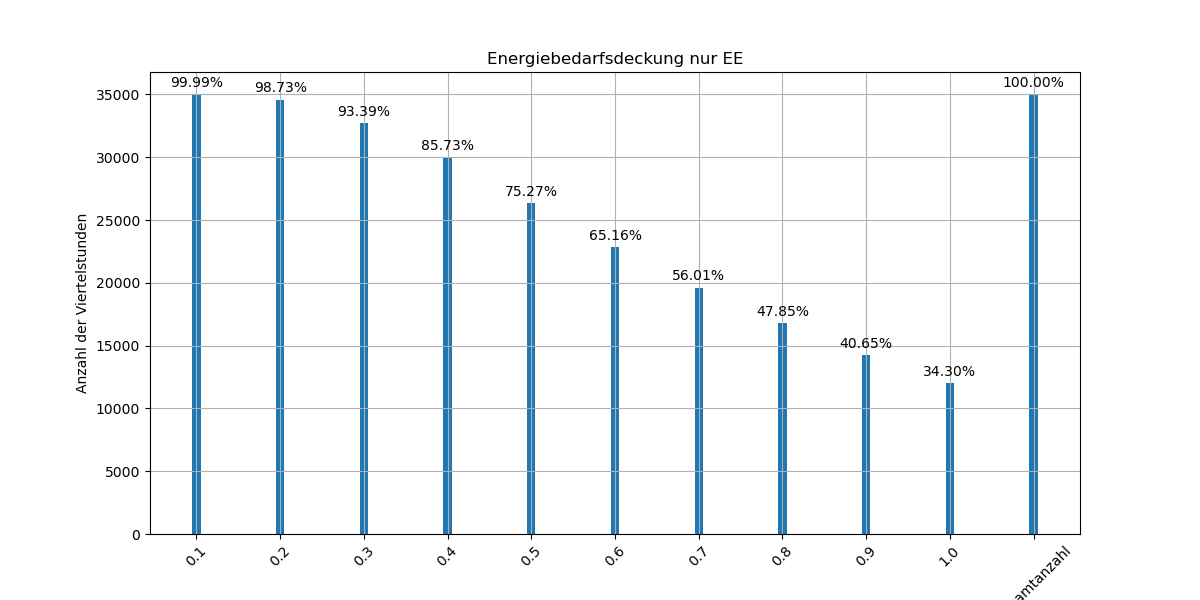 Energiebedarfsdeckung nur EE
99.99% 98.73% 93.39% 85.73% 75.27% 65.16% 56.01% 47.85% 40.65% 34.30% 100.00%
Anzahl der Viertelstunden
35000
30000
25000
20000
15000
10000
5000
0
0.1 0.2 0.3 0.4 0.5 0.6 0.7 0.8 0.9 1.0